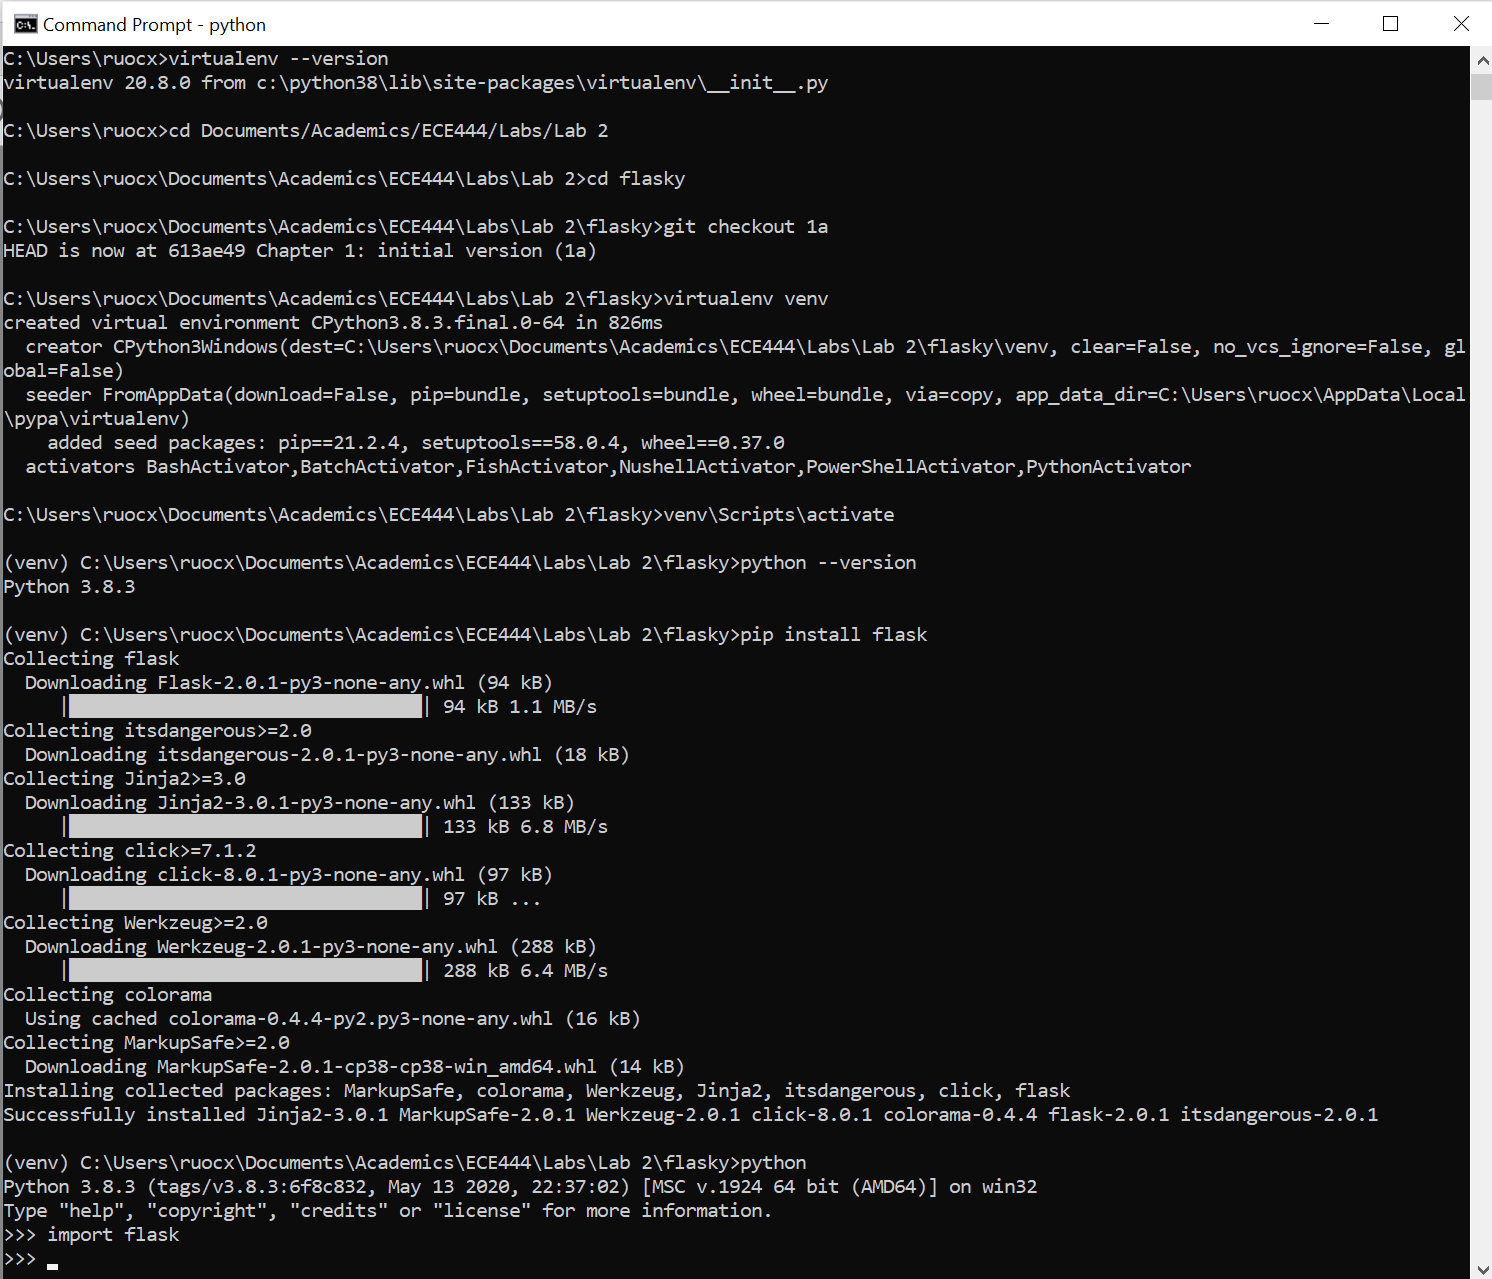 Command Prompt - python
C:\Users\ruocx>virtualenv --version
virtualenv 20.8.0 from c:\python38\lib\site-packages\virtualenv\__init__.py
C:\Users\ruocx>cd Documents/Academics/ECE444/Labs/Lab 2
C:\Users\ruocx\Documents\Academics\ECE444\Labs\Lab 2>cd flasky
C:\Users\ruocx\Documents\Academics\ECE444\Labs\Lab 2\flasky>git checkout 1a
HEAD is now at 613ae49 Chapter 1: initial version (1a)
C:\Users\ruocx\Documents\Academics\ECE444\Labs\Lab 2\flasky>virtualenv venv
created virtual environment CPython3.8.3.final.0-64 in 826ms
  creator CPython3Windows(dest=C:\Users\ruocx\Documents\Academics\ECE444\Labs\Lab 2\flasky\venv, clear=False, no_vcs_ignore=False, gl
obal=False)
  seeder FromAppData(download=False, pip=bundle, setuptools=bundle, wheel=bundle, via=copy, app_data_dir=C:\Users\ruocx\AppData\Local
\pypa\virtualenv)
    added seed packages: pip==21.2.4, setuptools==58.0.4, wheel==0.37.0
  activators BashActivator,BatchActivator,FishActivator,NushellActivator,PowerShellActivator,PythonActivator
C:\Users\ruocx\Documents\Academics\ECE444\Labs\Lab 2\flasky>venv\Scripts\activate
(venv) C:\Users\ruocx\Documents\Academics\ECE444\Labs\Lab 2\flasky>python --version
Python 3.8.3
(venv) C:\Users\ruocx\Documents\Academics\ECE444\Labs\Lab 2\flasky>pip install flask
Collecting flask
  Downloading Flask-2.0.1-py3-none-any.whl (94 kB)
     |████████████████████████████████| 94 kB 1.1 MB/s
Collecting itsdangerous>=2.0
  Downloading itsdangerous-2.0.1-py3-none-any.whl (18 kB)
Collecting Jinja2>=3.0
  Downloading Jinja2-3.0.1-py3-none-any.whl (133 kB)
     |████████████████████████████████| 133 kB 6.8 MB/s
Collecting click>=7.1.2
  Downloading click-8.0.1-py3-none-any.whl (97 kB)
     |████████████████████████████████| 97 kB ...
Collecting Werkzeug>=2.0
  Downloading Werkzeug-2.0.1-py3-none-any.whl (288 kB)
     |████████████████████████████████| 288 kB 6.4 MB/s
Collecting colorama
  Using cached colorama-0.4.4-py2.py3-none-any.whl (16 kB)
Collecting MarkupSafe>=2.0
  Downloading MarkupSafe-2.0.1-cp38-cp38-win_amd64.whl (14 kB)
Installing collected packages: MarkupSafe, colorama, Werkzeug, Jinja2, itsdangerous, click, flask
Successfully installed Jinja2-3.0.1 MarkupSafe-2.0.1 Werkzeug-2.0.1 click-8.0.1 colorama-0.4.4 flask-2.0.1 itsdangerous-2.0.1
(venv) C:\Users\ruocx\Documents\Academics\ECE444\Labs\Lab 2\flasky>python
Python 3.8.3 (tags/v3.8.3:6f8c832, May 13 2020, 22:37:02) [MSC v.1924 64 bit (AMD64)] on win32
Type "help", "copyright", "credits" or "license" for more information.
>>> import flask
>>> _